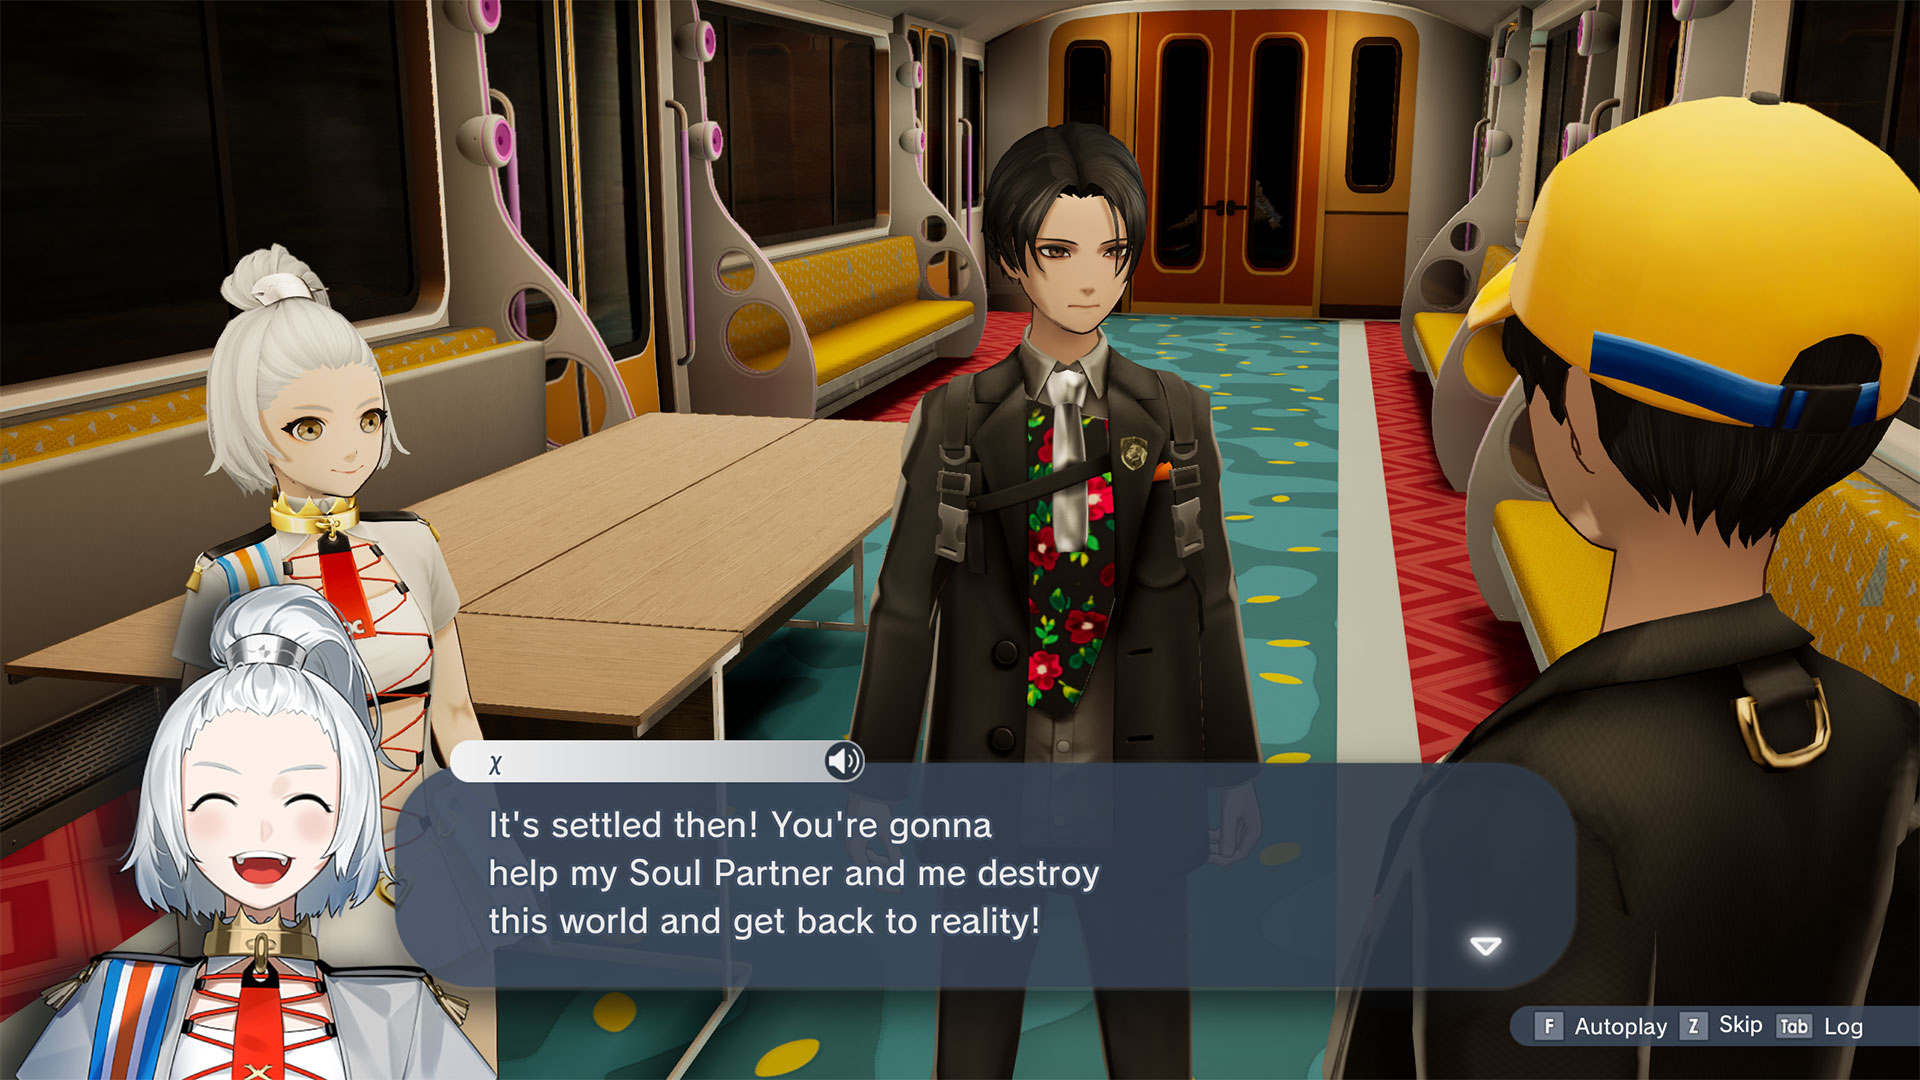 χ
It's settled then! You're gonna
help my Soul Partner and me destroy
this world and get back to reality!
F Autoplay Z Skip Tab Log